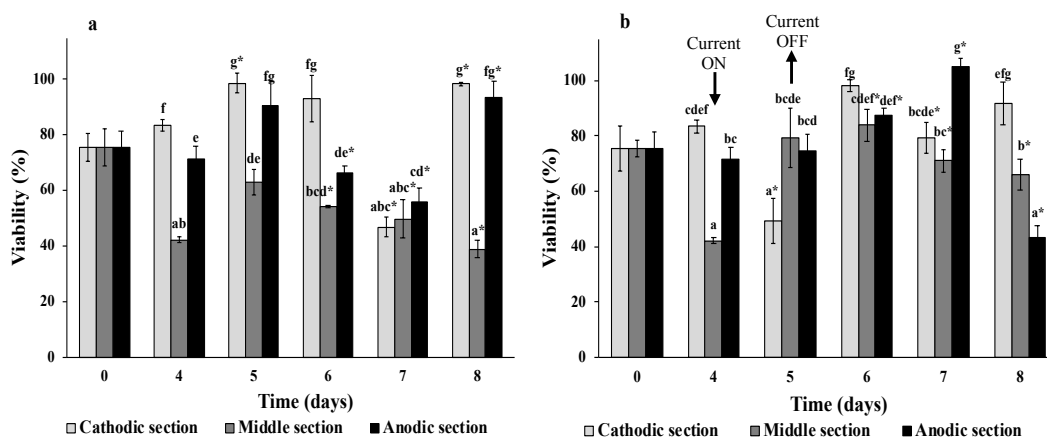 a
Viability (%)
100
80
60
40
20
0
f
ab
e
g*
de
fg
fg
bcd*
de*
abc*
abc*
cd*
g*
a*
fg*
0 4 5 6 7 8
Time (days)
Cathodic section Middle section Anodic section
b
Current
ON
Current
OFF
Viability (%)
100
80
60
40
20
0
cdef
a
bc
a*
bcde
bcd
fg
cdef*
def*
bcde*
bc*
g*
efg
b*
a*
0 4 5 6 7 8
Time (days)
Cathodic section Middle section Anodic section